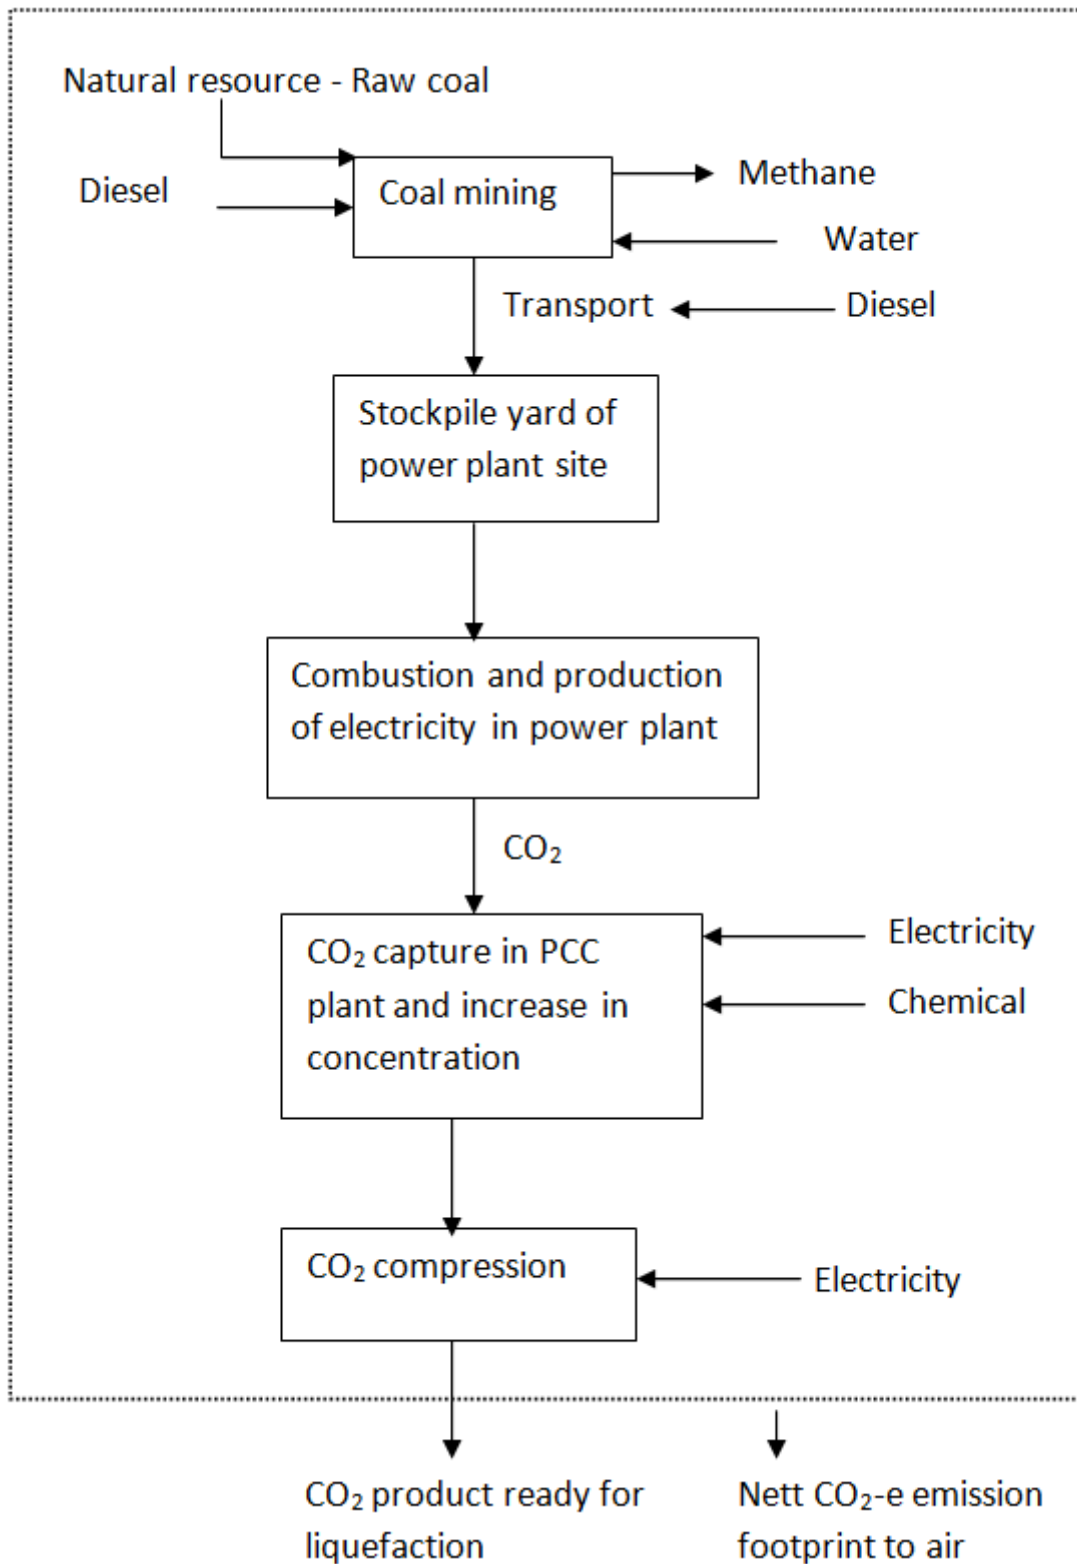 Natural resource - Raw coal
Diesel
Coal mining
Methane
Water
Transport
Diesel
Stockpile yard of
power plant site
Combustion and production
of electricity in power plant
CO₂
CO₂ capture in PCC
plant and increase in
concentration
Electricity
Chemical
CO₂ compression
Electricity
CO₂ product ready for
liquefaction
Nett CO₂-e emission
footprint to air